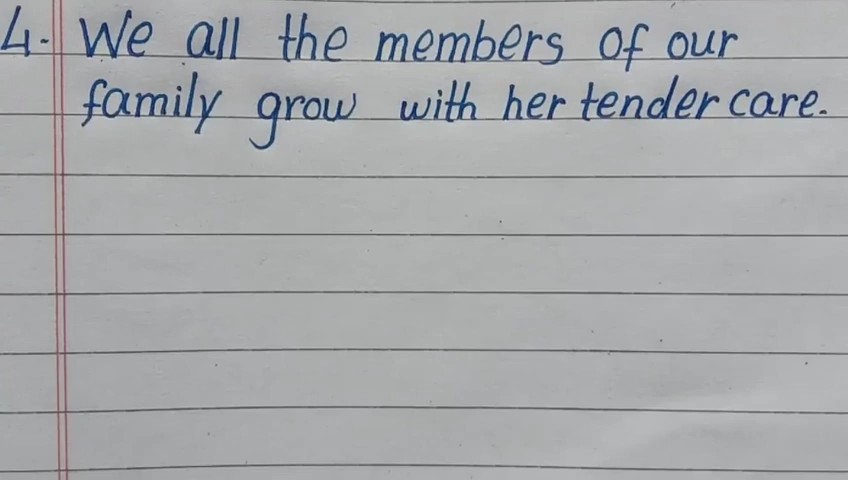 4. We all the members of our
family grow with her tender care.